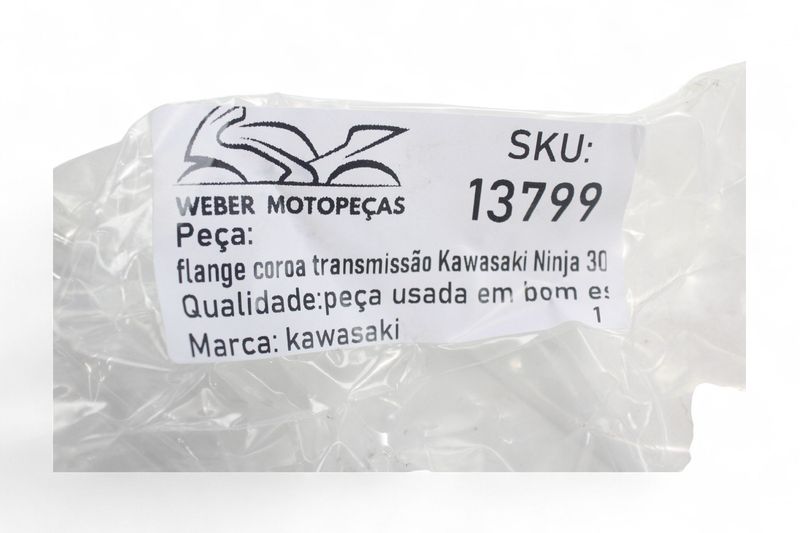 SKU:
13799
WEBER MOTOPEÇAS
Peça:
flange coroa transmissão Kawasaki Ninja 30
Qualidade:peça usada em bom es
1
Marca: kawasaki